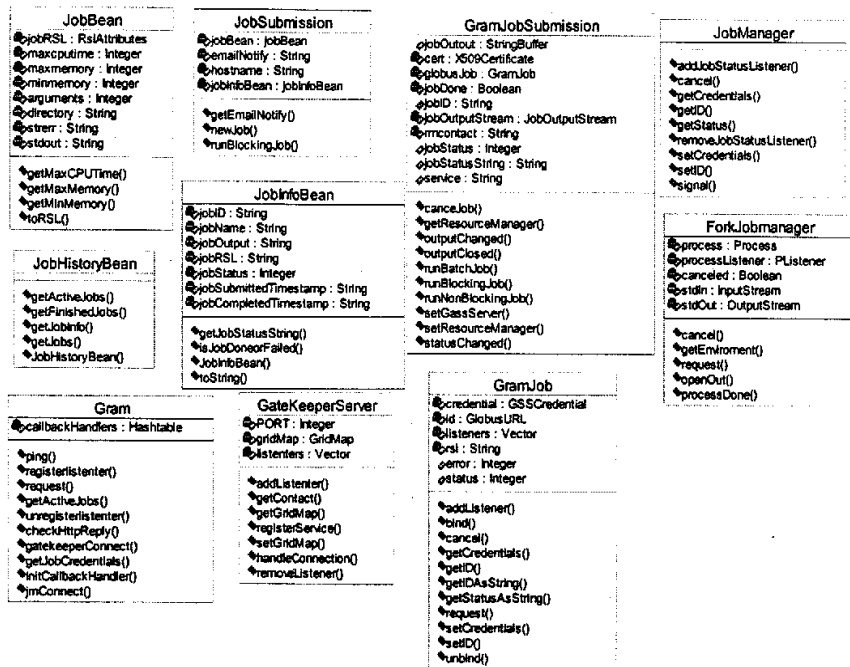 JobBean
jobRSL : RslAttributes
maxcputime : Integer
maxmemory : Integer
minmemory : Integer
arguments : Integer
directory : String
strerr : String
stdout : String
getMaxCPUTime()
getMaxMemory()
getMinMemory()
toRSL()
JobSubmission
jobBean : jobBean
emailNotify : String
hostname : String
jobinfoBean : jobinfoBean
getEmailNotify()
newJob()
runBlockingJob()
GramJobSubmission
jobOutout : StringBuffer
cert : X509Certificate
globusJob : GramJob
jobDone : Boolean
jobID : String
jobOutputStream : JobOutputStream
rmcontact : String
jobStatus : Integer
jobStatusString : String
service : String
canceJob()
getResourceManager()
outputChanged()
outputClosed()
runBatchJob()
runBlockingJob()
runNonBlockingJob()
setGassServer()
setResourceManager()
statusChanged()
JobManager
addJobStatusListener()
cancel()
getCredentials()
getID()
getStatus()
removeJobStatusListener()
setCredentials()
setID()
signal()
JobInfoBean
jobID : String
jobName : String
jobOutput : String
jobRSL : String
jobStatus : Integer
jobSubmittedTimestamp : String
jobCompletedTimestamp : String
getJobStatusString()
isJobDoneorFailed()
JobInfoBean()
toString()
JobHistoryBean
getActiveJobs()
getFinishedJobs()
getJobInfo()
getJobs()
JobHistoryBean()
ForkJobmanager
process : Process
processListener : PListener
canceled : Boolean
stdIn : InputStream
stdOut : OutputStream
cancel()
getEnviroment()
request()
openOut()
processDone()
Gram
callbackHandlers : Hashtable
ping()
registerlistenter()
request()
getActiveJobs()
unregisterlistenter()
checkHttpReply()
gatekeeperConnect()
getJobCredentials()
initCallbackHandler()
jmConnect()
GateKeeperServer
PORT : Integer
gridMap : GridMap
listenters : Vector
addListenter()
getContact()
getGridMap()
registerService()
setGridMap()
handleConnection()
removeListener()
GramJob
credential : GSSCredential
id : GlobusURL
listeners : Vector
rsl : String
error : Integer
status : Integer
addListener()
bind()
cancel()
getCredentials()
getID()
getIDAsString()
getStatusAsString()
request()
setCredentials()
setID()
unbind()